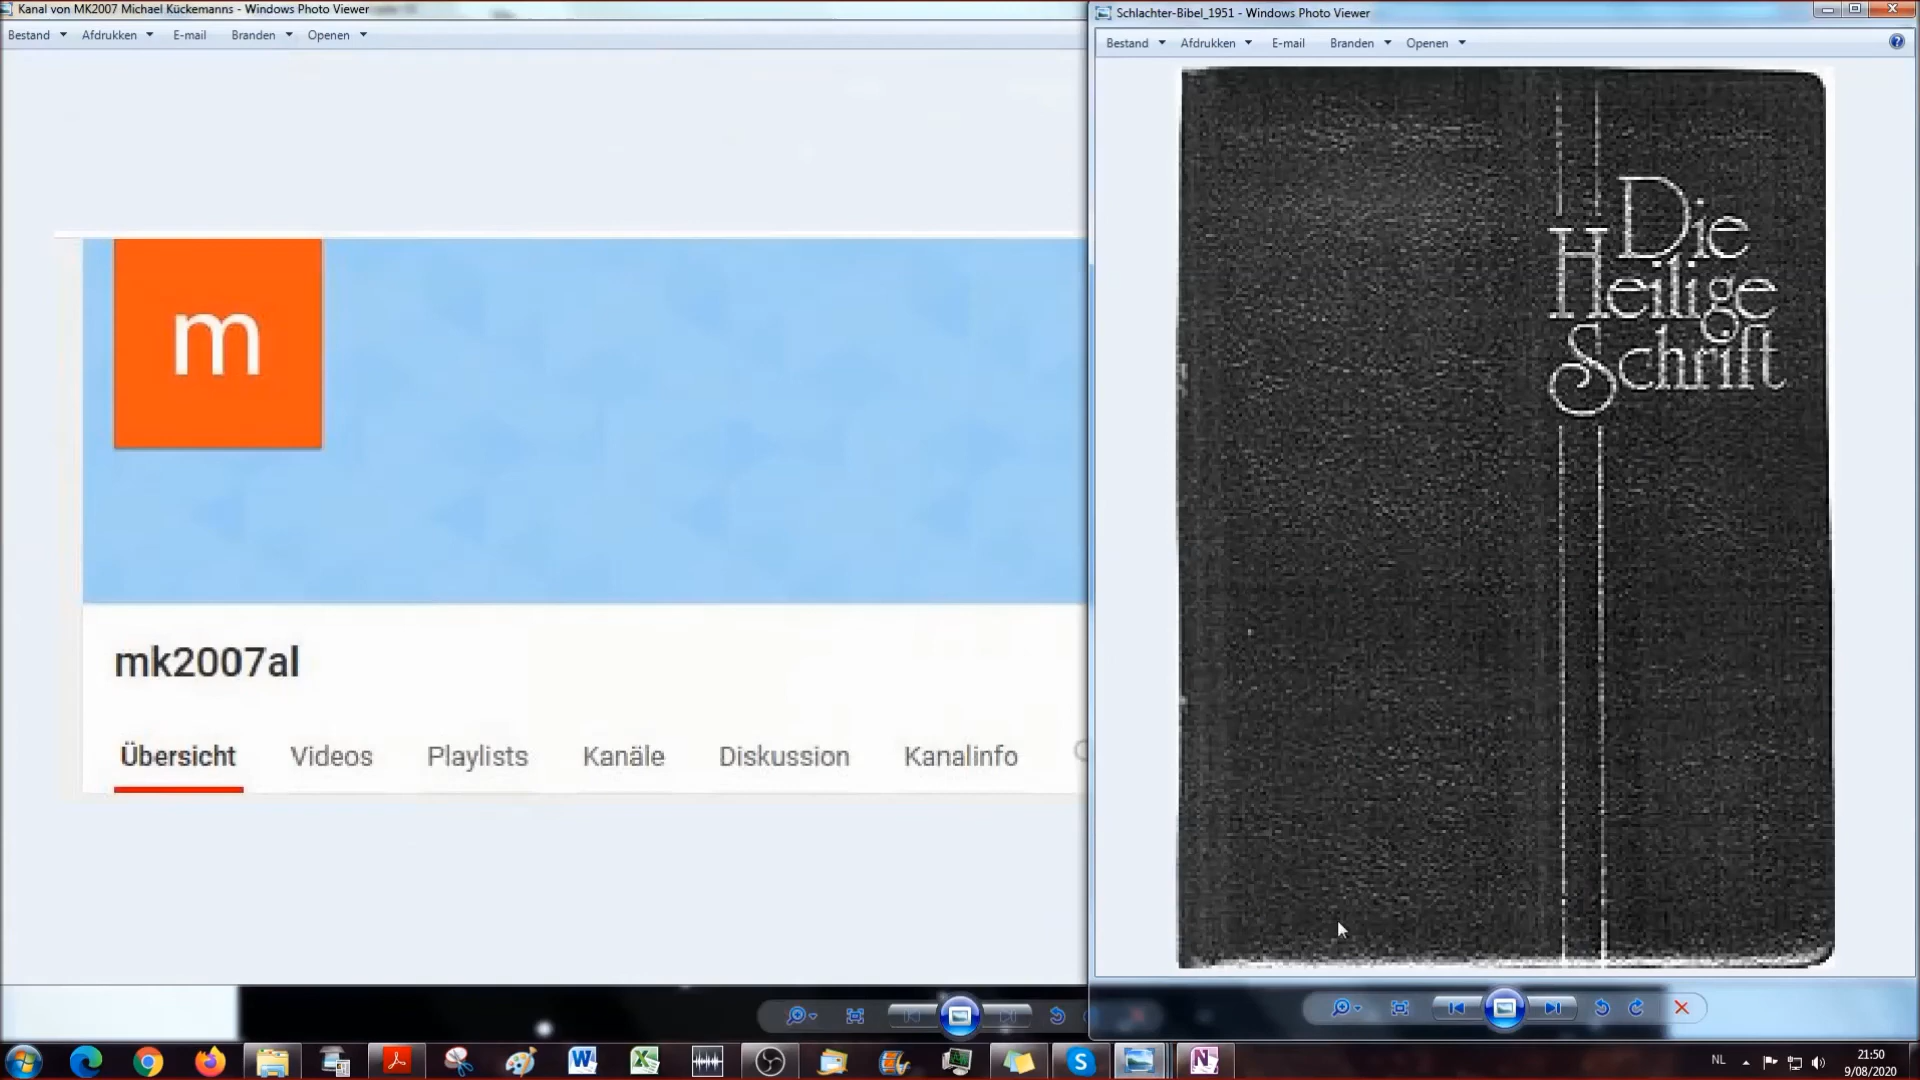 Kanal von MK2007 Michael Kückemanns - Windows Photo Viewer
Bestand Afdrukken E-mail Branden Openen
m
mk2007al
Übersicht Videos Playlists Kanäle Diskussion Kanalinfo
Schlachter-Bibel_1951 - Windows Photo Viewer
Bestand Afdrukken E-mail Branden Openen
Die
Heilige
Schrift
NL
21:50
9/08/2020